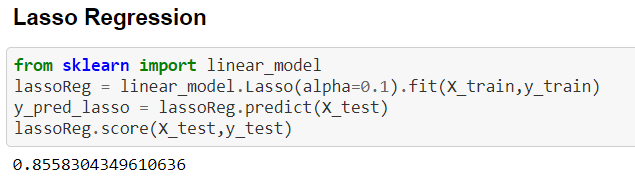 Lasso Regression
from sklearn import linear_model
lassoReg = linear_model.Lasso(alpha=0.1).fit(X_train,y_train)
y_pred_lasso = lassoReg.predict(X_test)
lassoReg.score(X_test,y_test)
0.8558304349610636